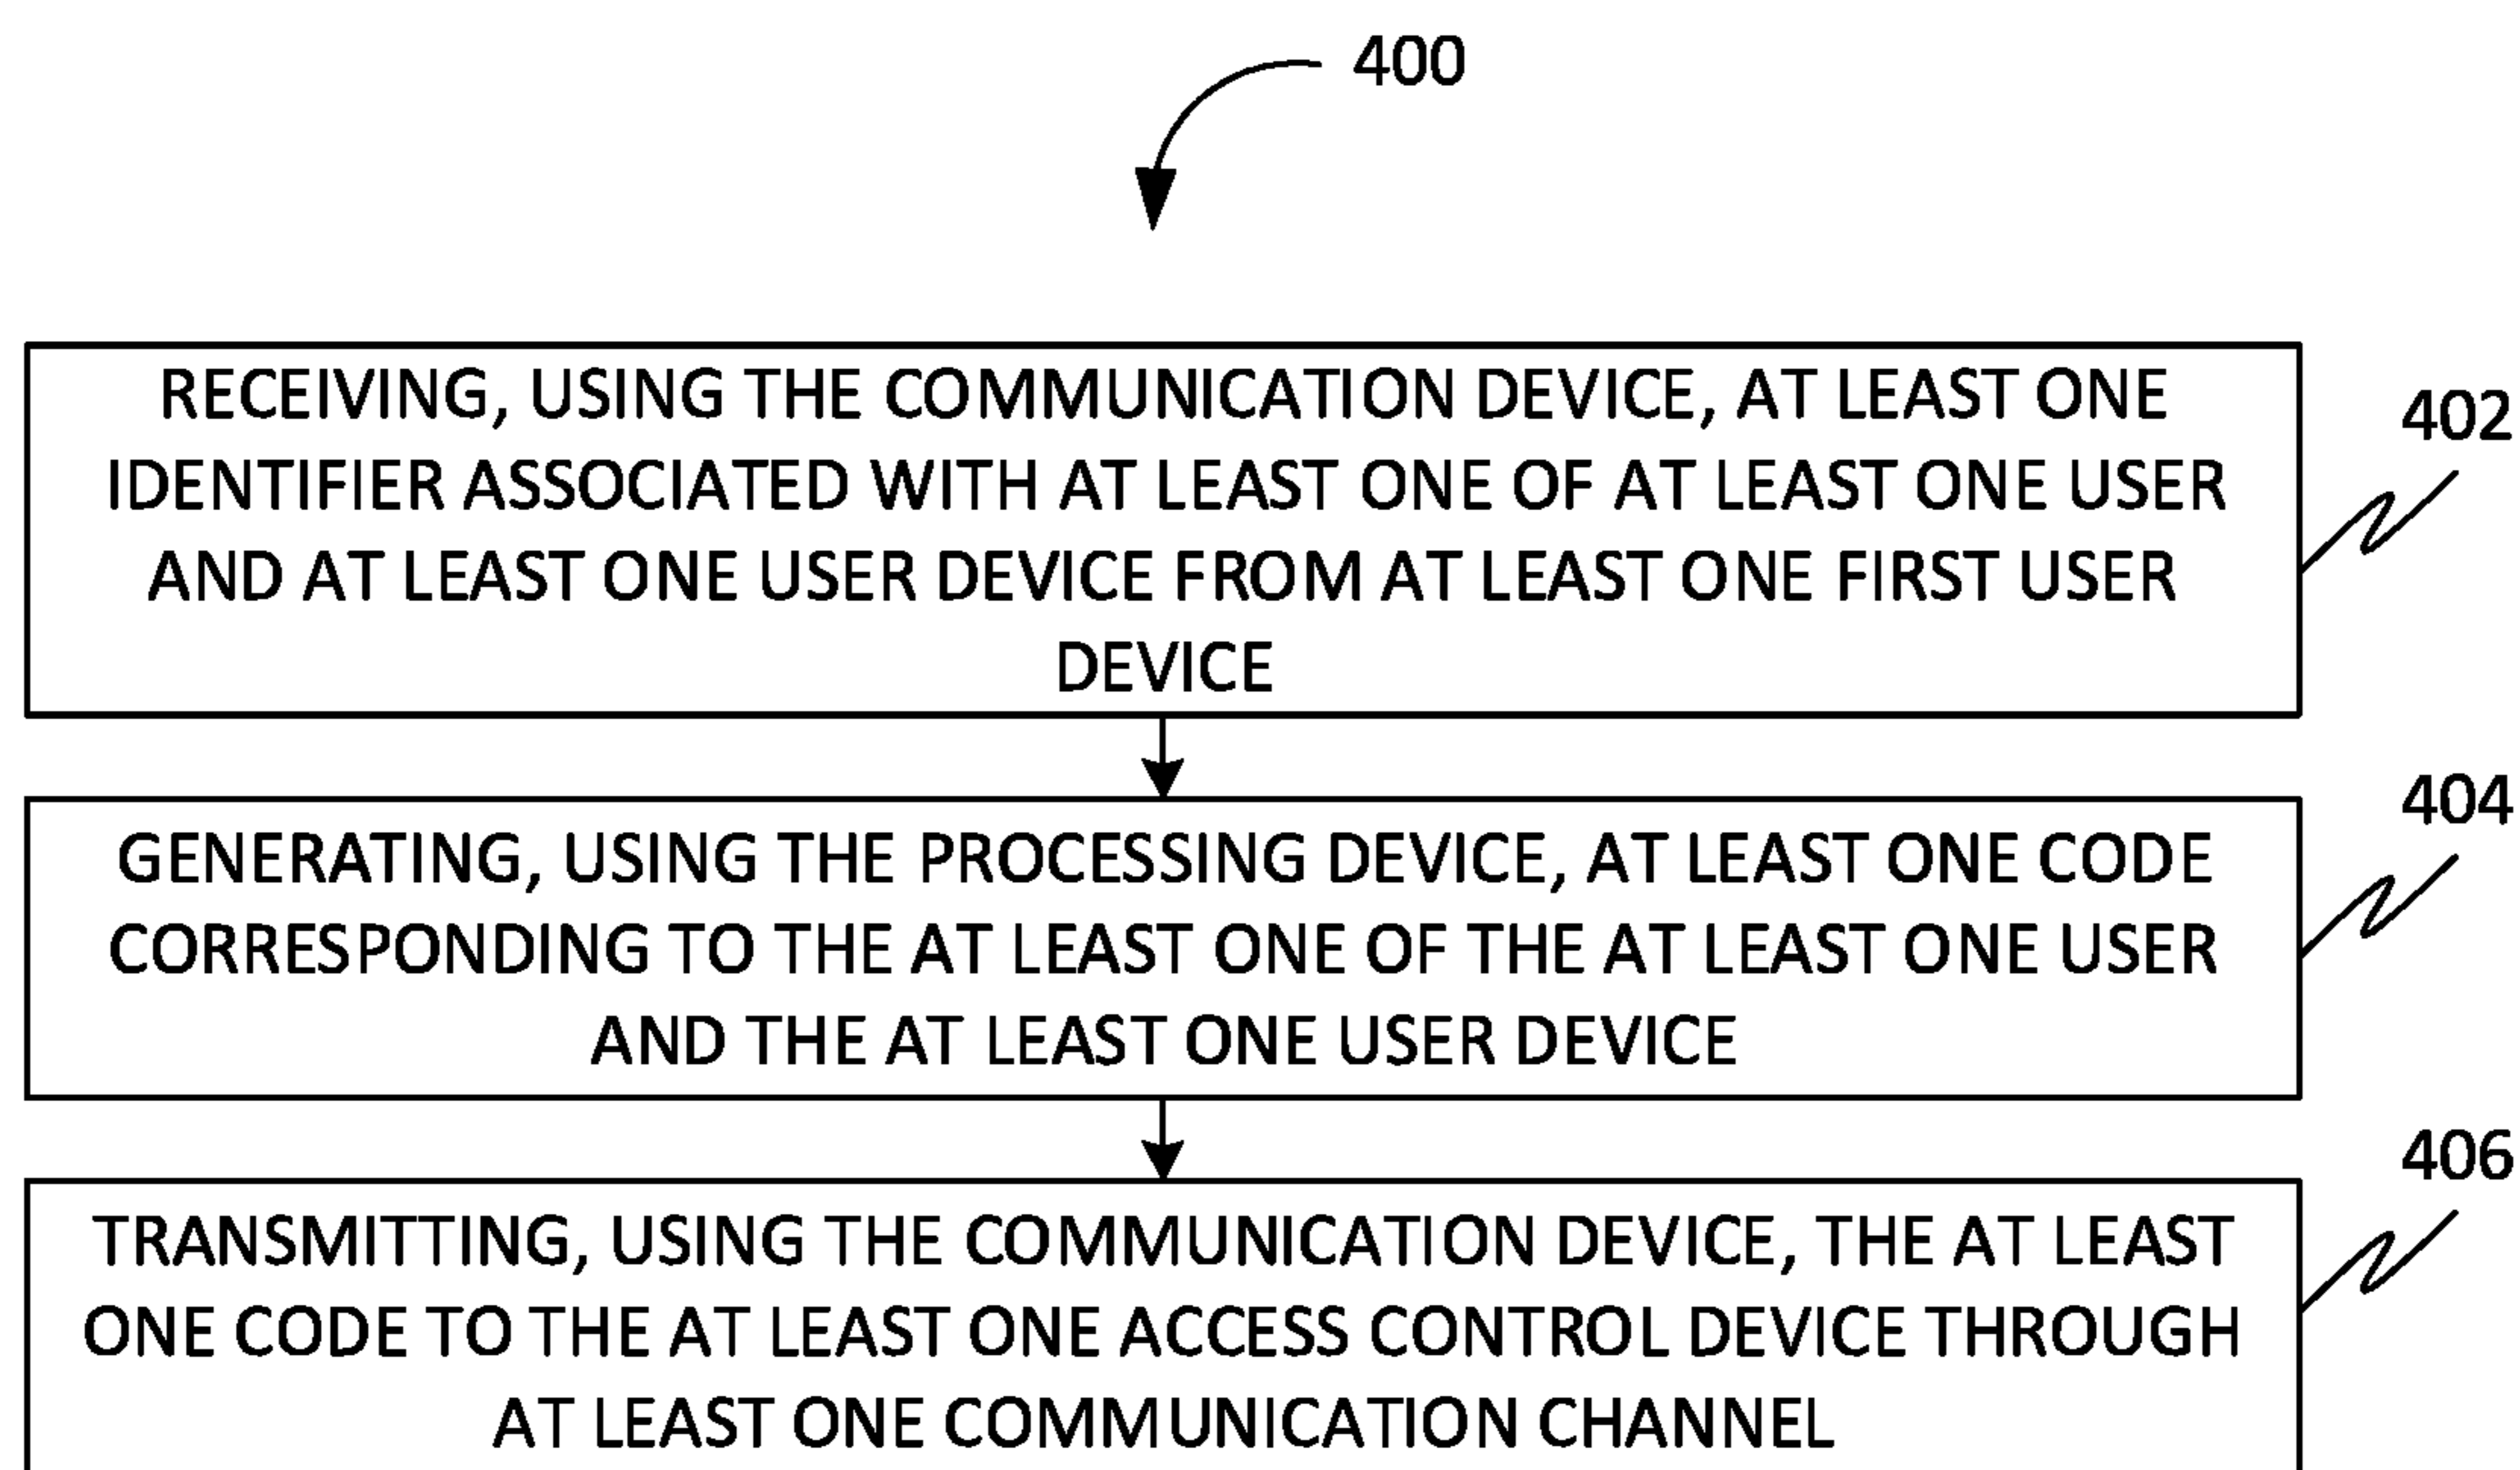 400
RECEIVING, USING THE COMMUNICATION DEVICE, AT LEAST ONE
IDENTIFIER ASSOCIATED WITH AT LEAST ONE OF AT LEAST ONE USER
AND AT LEAST ONE USER DEVICE FROM AT LEAST ONE FIRST USER
DEVICE
402
GENERATING, USING THE PROCESSING DEVICE, AT LEAST ONE CODE
CORRESPONDING TO THE AT LEAST ONE OF THE AT LEAST ONE USER
AND THE AT LEAST ONE USER DEVICE
404
TRANSMITTING, USING THE COMMUNICATION DEVICE, THE AT LEAST
ONE CODE TO THE AT LEAST ONE ACCESS CONTROL DEVICE THROUGH
AT LEAST ONE COMMUNICATION CHANNEL
406